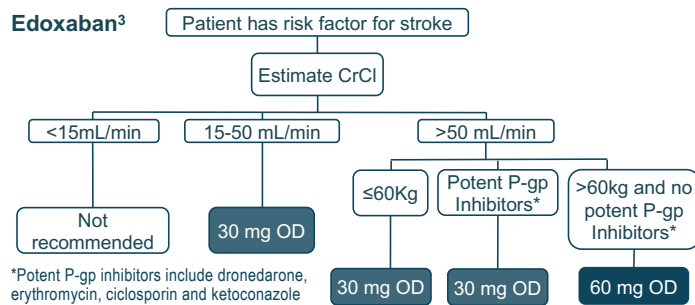 Edoxaban³
Patient has risk factor for stroke
Estimate CrCl
<15mL/min
15-50 mL/min
>50 mL/min
≤60Kg
Potent P-gp
Inhibitors*
>60kg and no
potent P-gp
Inhibitors*
Not
recommended
30 mg OD
30 mg OD
30 mg OD
60 mg OD
*Potent P-gp inhibitors include dronedarone,
erythromycin, ciclosporin and ketoconazole